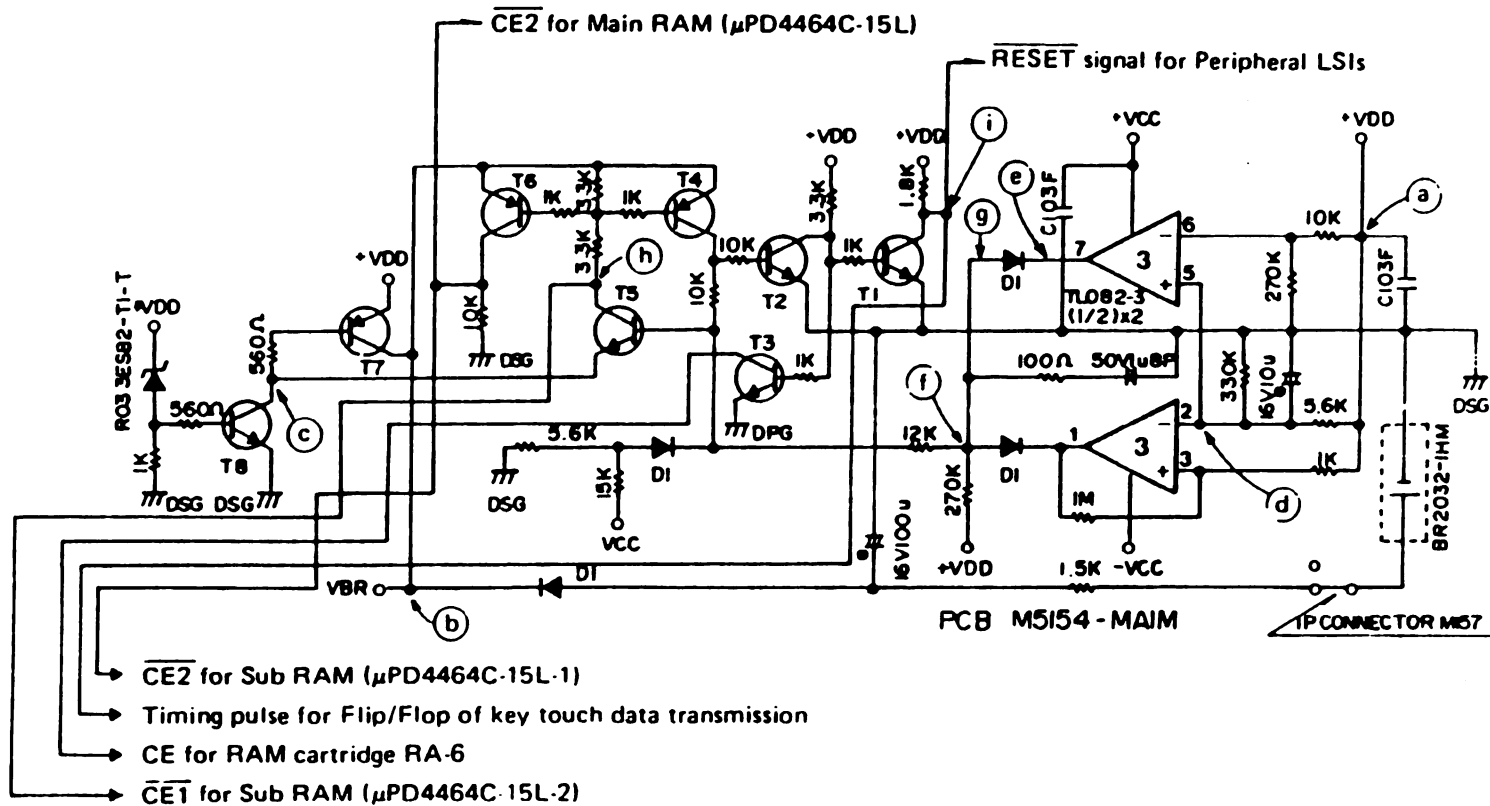 CE2 for Main RAM (μPD4464C-15L)
RESET signal for Peripheral LSIs
+VCC
+VDD
i
+VDD
+VDD
T6
3.3K
T4
3.3K
1.8K
e
C103F
a
1K
1K
g
7
6
10K
3.3K
10K
1K
3
h
D1
5
270K
C103F
+VDD
T5
T2
T1
TL082-3
(1/2)x2
+VDD
10K
10K
R03 3ESB2-T1-T
560Ω
T7
DSG
T3
1K
100Ω
50V1uBP
330K
16V10u
DSG
f
560Ω
c
2
5.6K
T8
DPG
5.6K
12K
1
3
1K
D1
D1
3
1K
15K
270K
1M
d
BR2032-1HM
DSG
DSG
DSG
VCC
16V100u
+VDD
-VCC
D1
1.5K
VBR
b
PCB M5154-MA1M
1P CONNECTOR M157
CE2 for Sub RAM (μPD4464C-15L-1)
Timing pulse for Flip/Flop of key touch data transmission
CE for RAM cartridge RA-6
CE1 for Sub RAM (μPD4464C-15L-2)